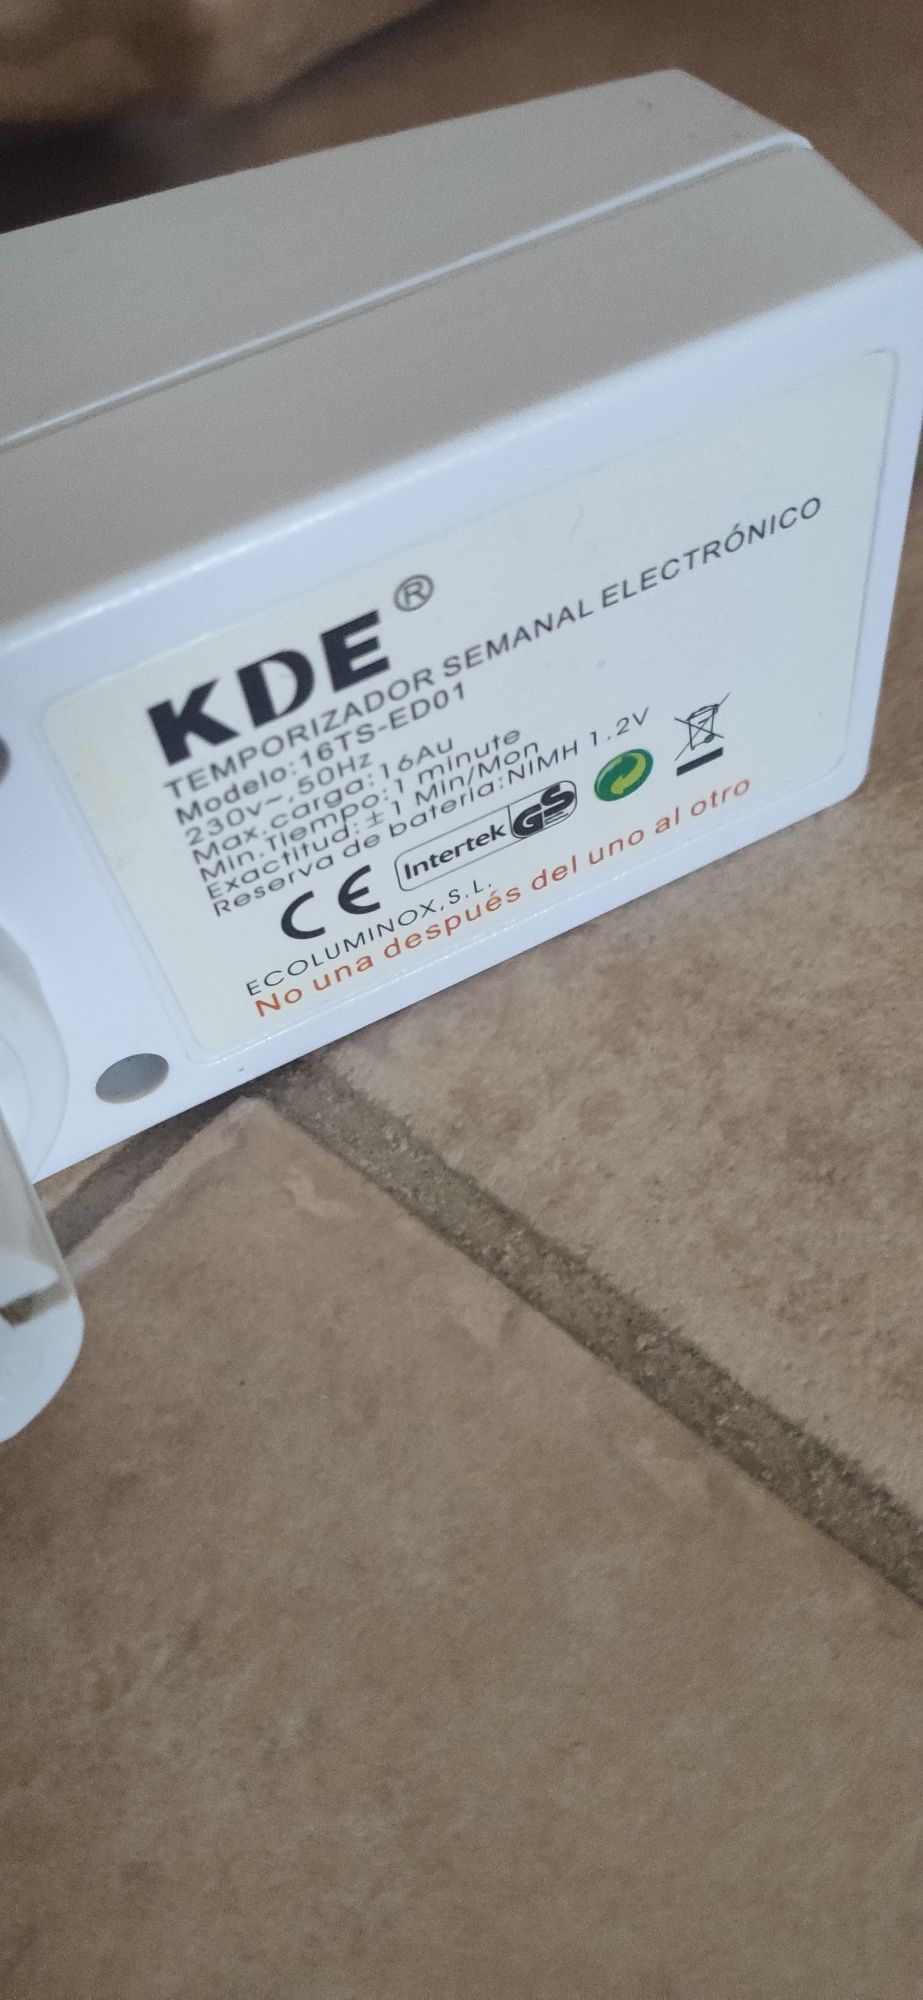 KDE®
TEMPORIZADOR SEMANAL ELECTRÓNICO
Modelo:16TS-ED01
230v~,50Hz
Max.carga:16Au
Min.Tiempo:1 minute
Exactitud:±1 Min/Mon
Reserva de batería:NIMH 1.2V
CE Intertek GS
ECOLUMINOX,S.L.
No una después del uno al otro